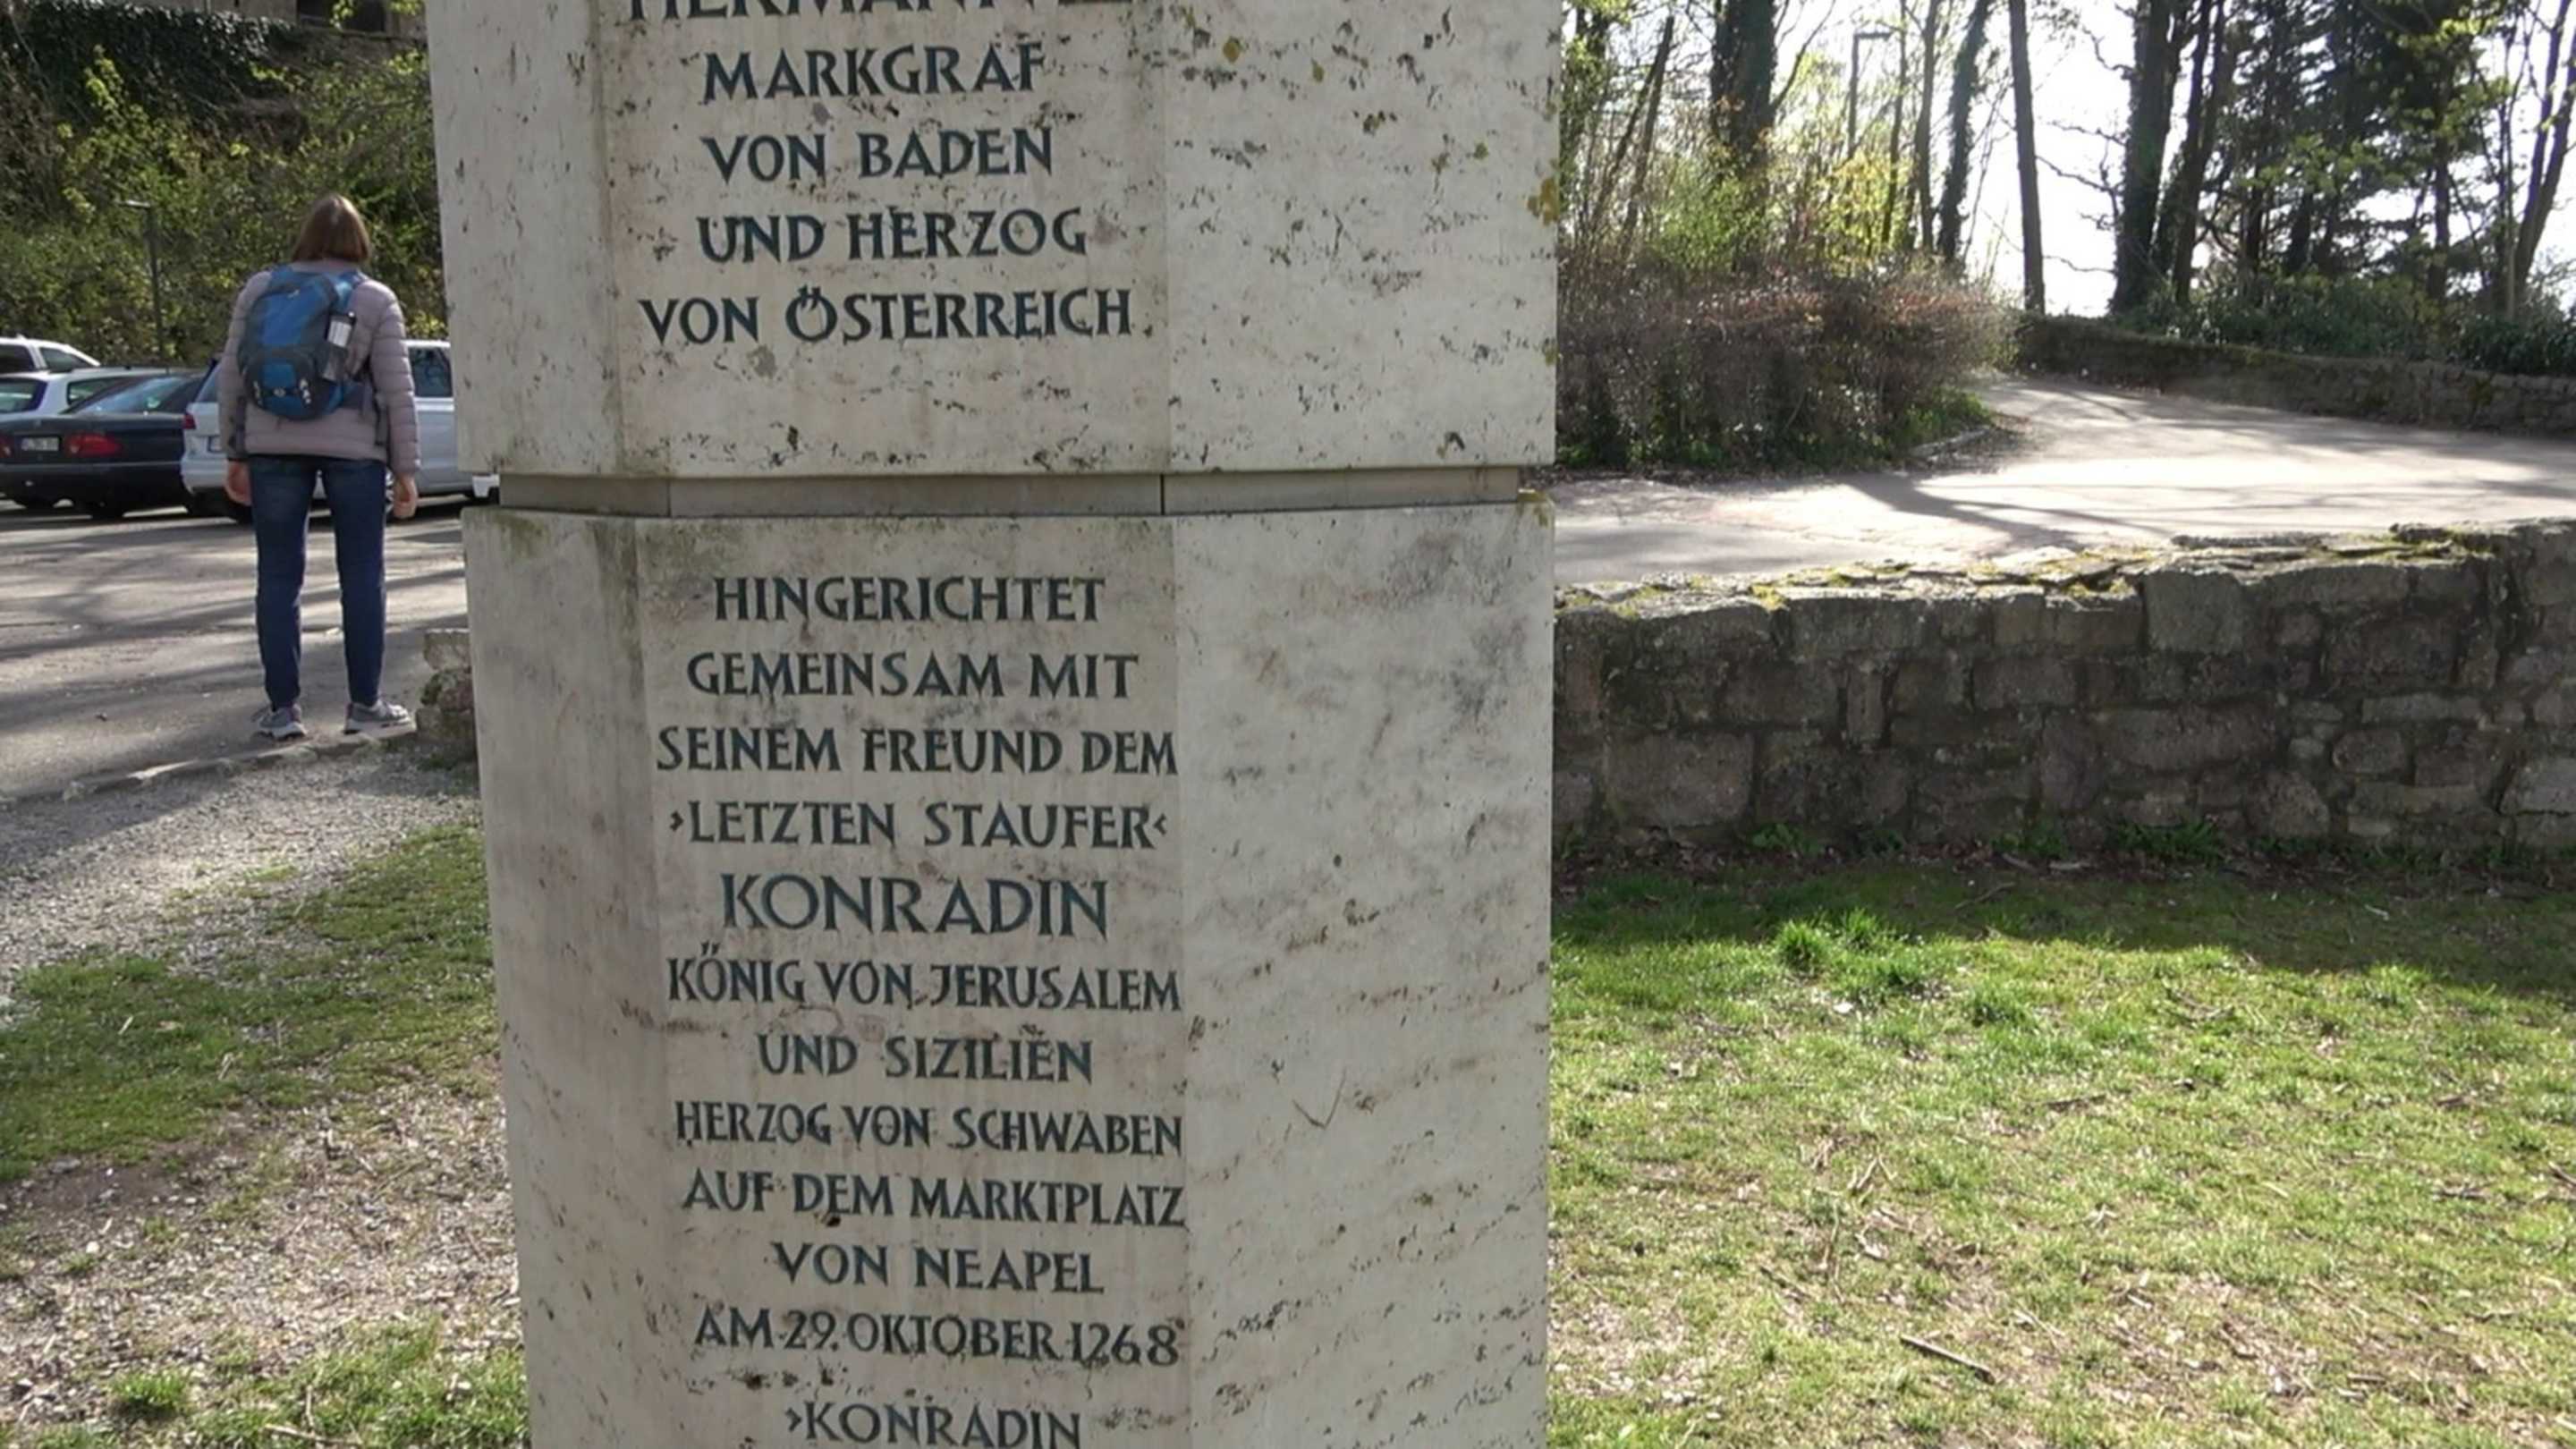 MARKGRAF
VON BADEN
UND HERZOG
VON ÖSTERREICH
HINGERICHTET
GEMEINSAM MIT
SEINEM FREUND DEM
›LETZTEN STAUFER‹
KONRADIN
KÖNIG VON JERUSALEM
UND SIZILIEN
HERZOG VON SCHWABEN
AUF DEM MARKTPLATZ
VON NEAPEL
AM 29. OKTOBER 1268
›KONRADIN